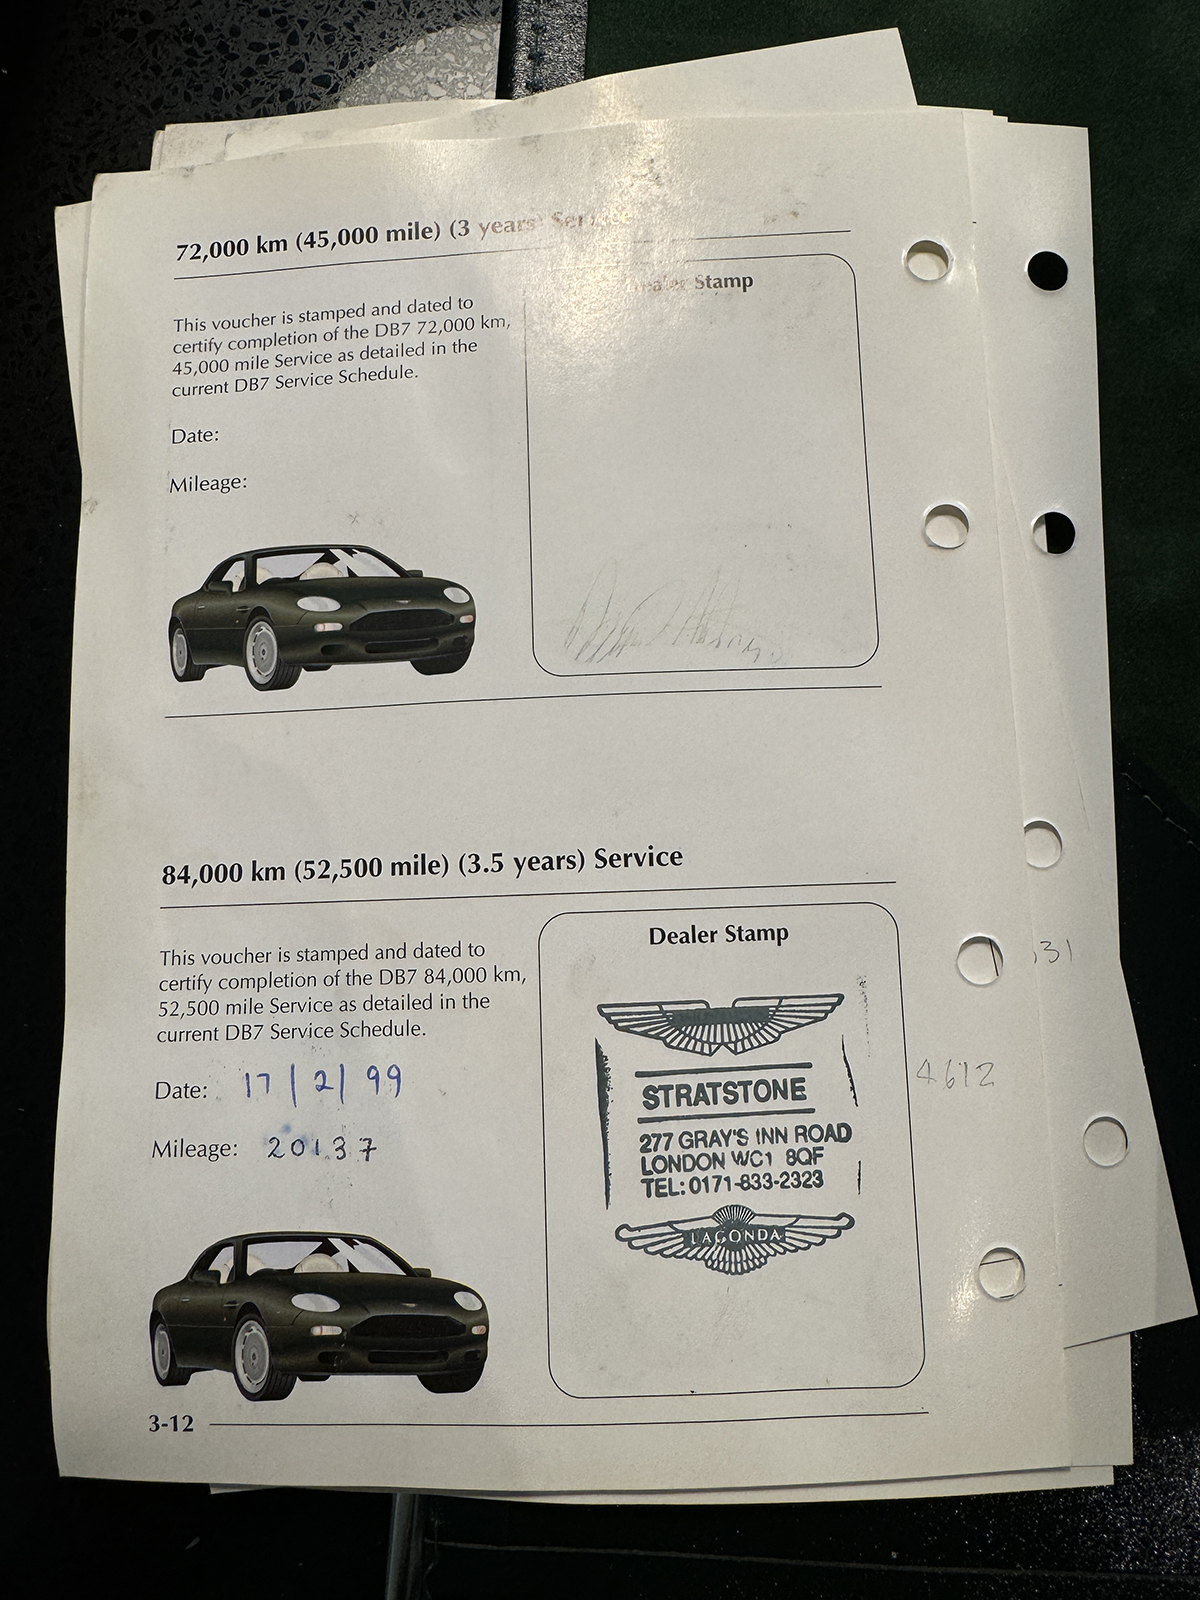 72,000 km (45,000 mile) (3 years) Service
Dealer Stamp
This voucher is stamped and dated to
certify completion of the DB7 72,000 km,
45,000 mile Service as detailed in the
current DB7 Service Schedule.
Date:
Mileage:
84,000 km (52,500 mile) (3.5 years) Service
Dealer Stamp
This voucher is stamped and dated to
certify completion of the DB7 84,000 km,
52,500 mile Service as detailed in the
current DB7 Service Schedule.
Date: 17/2/99
Mileage: 20137
STRATSTONE
277 GRAY'S INN ROAD
LONDON WC1 8QF
TEL: 0171-833-2323
LAGONDA
4612
31
3-12